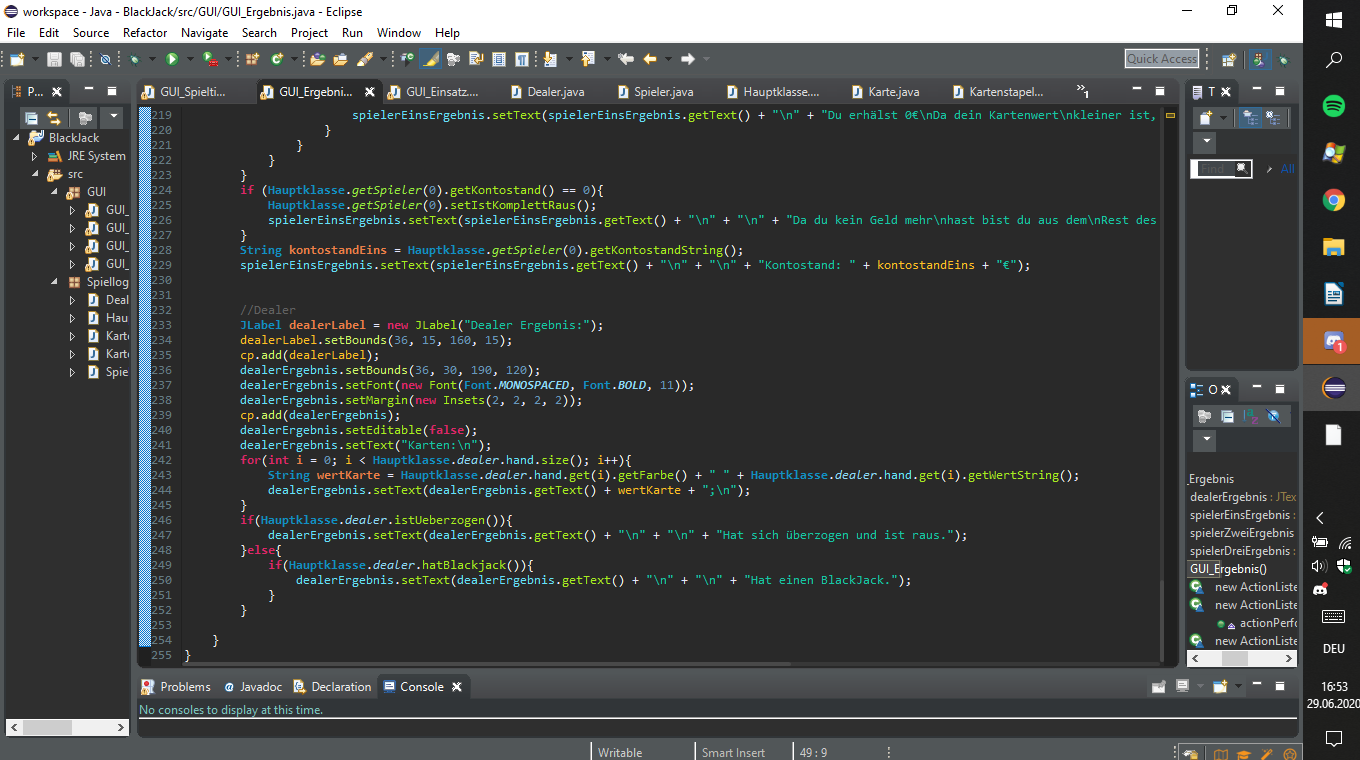 workspace - Java - BlackJack/src/GUI/GUI_Ergebnis.java - Eclipse
File Edit Source Refactor Navigate Search Project Run Window Help
Quick Access
P...
GUI_Spielti... GUI_Ergebni... GUI_Einsatz.... Dealer.java Spieler.java Hauptklasse.... Karte.java Kartenstapel... »1
T
BlackJack
JRE System
src
GUI
GUI_
GUI_
GUI_
GUI_
Spiellog
Deal
Hau
Karte
Karte
Spie
219 spielerEinsErgebnis.setText(spielerEinsErgebnis.getText() + "\n" + "Du erhälst 0€\nDa dein Kartenwert\nkleiner ist,
220 }
221 }
222 }
223 }
224 if (Hauptklasse.getSpieler(0).getKontostand() == 0){
225 Hauptklasse.getSpieler(0).setIstKomplettRaus();
226 spielerEinsErgebnis.setText(spielerEinsErgebnis.getText() + "\n" + "\n" + "Da du kein Geld mehr\nhast bist du aus dem\nRest des
227 }
228 String kontostandEins = Hauptklasse.getSpieler(0).getKontostandString();
229 spielerEinsErgebnis.setText(spielerEinsErgebnis.getText() + "\n" + "\n" + "Kontostand: " + kontostandEins + "€");
230
231
232 //Dealer
233 JLabel dealerLabel = new JLabel("Dealer Ergebnis:");
234 dealerLabel.setBounds(36, 15, 160, 15);
235 cp.add(dealerLabel);
236 dealerErgebnis.setBounds(36, 30, 190, 120);
237 dealerErgebnis.setFont(new Font(Font.MONOSPACED, Font.BOLD, 11));
238 dealerErgebnis.setMargin(new Insets(2, 2, 2, 2));
239 cp.add(dealerErgebnis);
240 dealerErgebnis.setEditable(false);
241 dealerErgebnis.setText("Karten:\n");
242 for(int i = 0; i < Hauptklasse.dealer.hand.size(); i++){
243 String wertKarte = Hauptklasse.dealer.hand.get(i).getFarbe() + " " + Hauptklasse.dealer.hand.get(i).getWertString();
244 dealerErgebnis.setText(dealerErgebnis.getText() + wertKarte + ";\n");
245 }
246 if(Hauptklasse.dealer.istUeberzogen()){
247 dealerErgebnis.setText(dealerErgebnis.getText() + "\n" + "\n" + "Hat sich überzogen und ist raus.");
248 }else{
249 if(Hauptklasse.dealer.hatBlackjack()){
250 dealerErgebnis.setText(dealerErgebnis.getText() + "\n" + "\n" + "Hat einen BlackJack.");
251 }
252 }
253
254 }
255 }
Find All
O
_Ergebnis
dealerErgebnis : JTex
spielerEinsErgebnis :
spielerZweiErgebnis
spielerDreiErgebnis :
GUI_Ergebnis()
new ActionListe
new ActionListe
actionPerfo
new ActionListe
Problems Javadoc Declaration Console
No consoles to display at this time.
Writable Smart Insert 49 : 9
1
DEU
16:53
29.06.2020